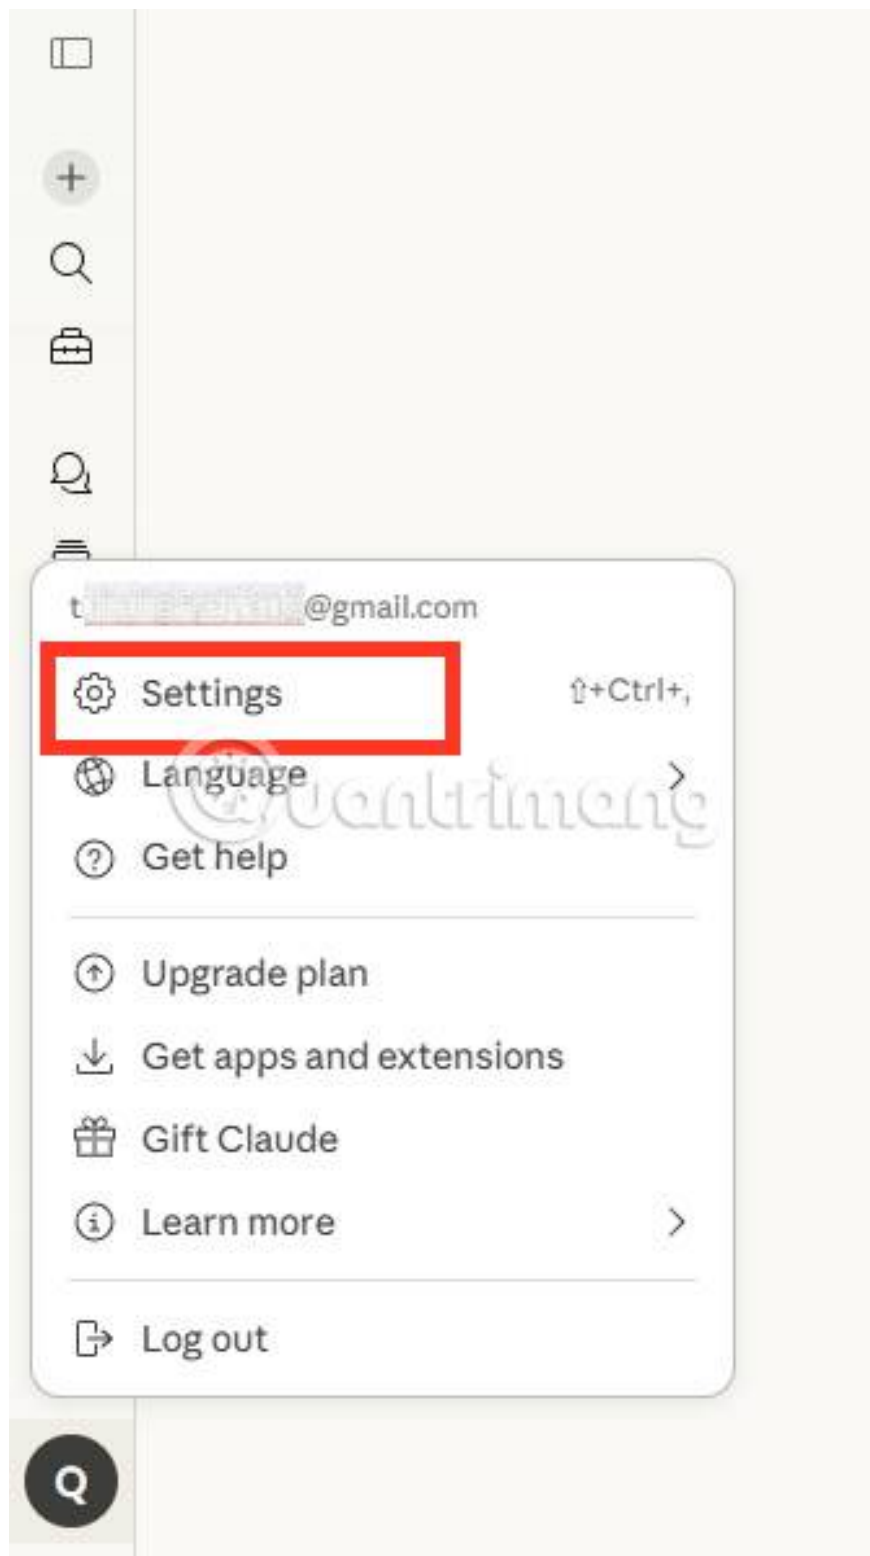 @gmail.com
Settings ⇧+Ctrl+,
Language
Quantrimang
Get help
Upgrade plan
Get apps and extensions
Gift Claude
Learn more
Log out
Q